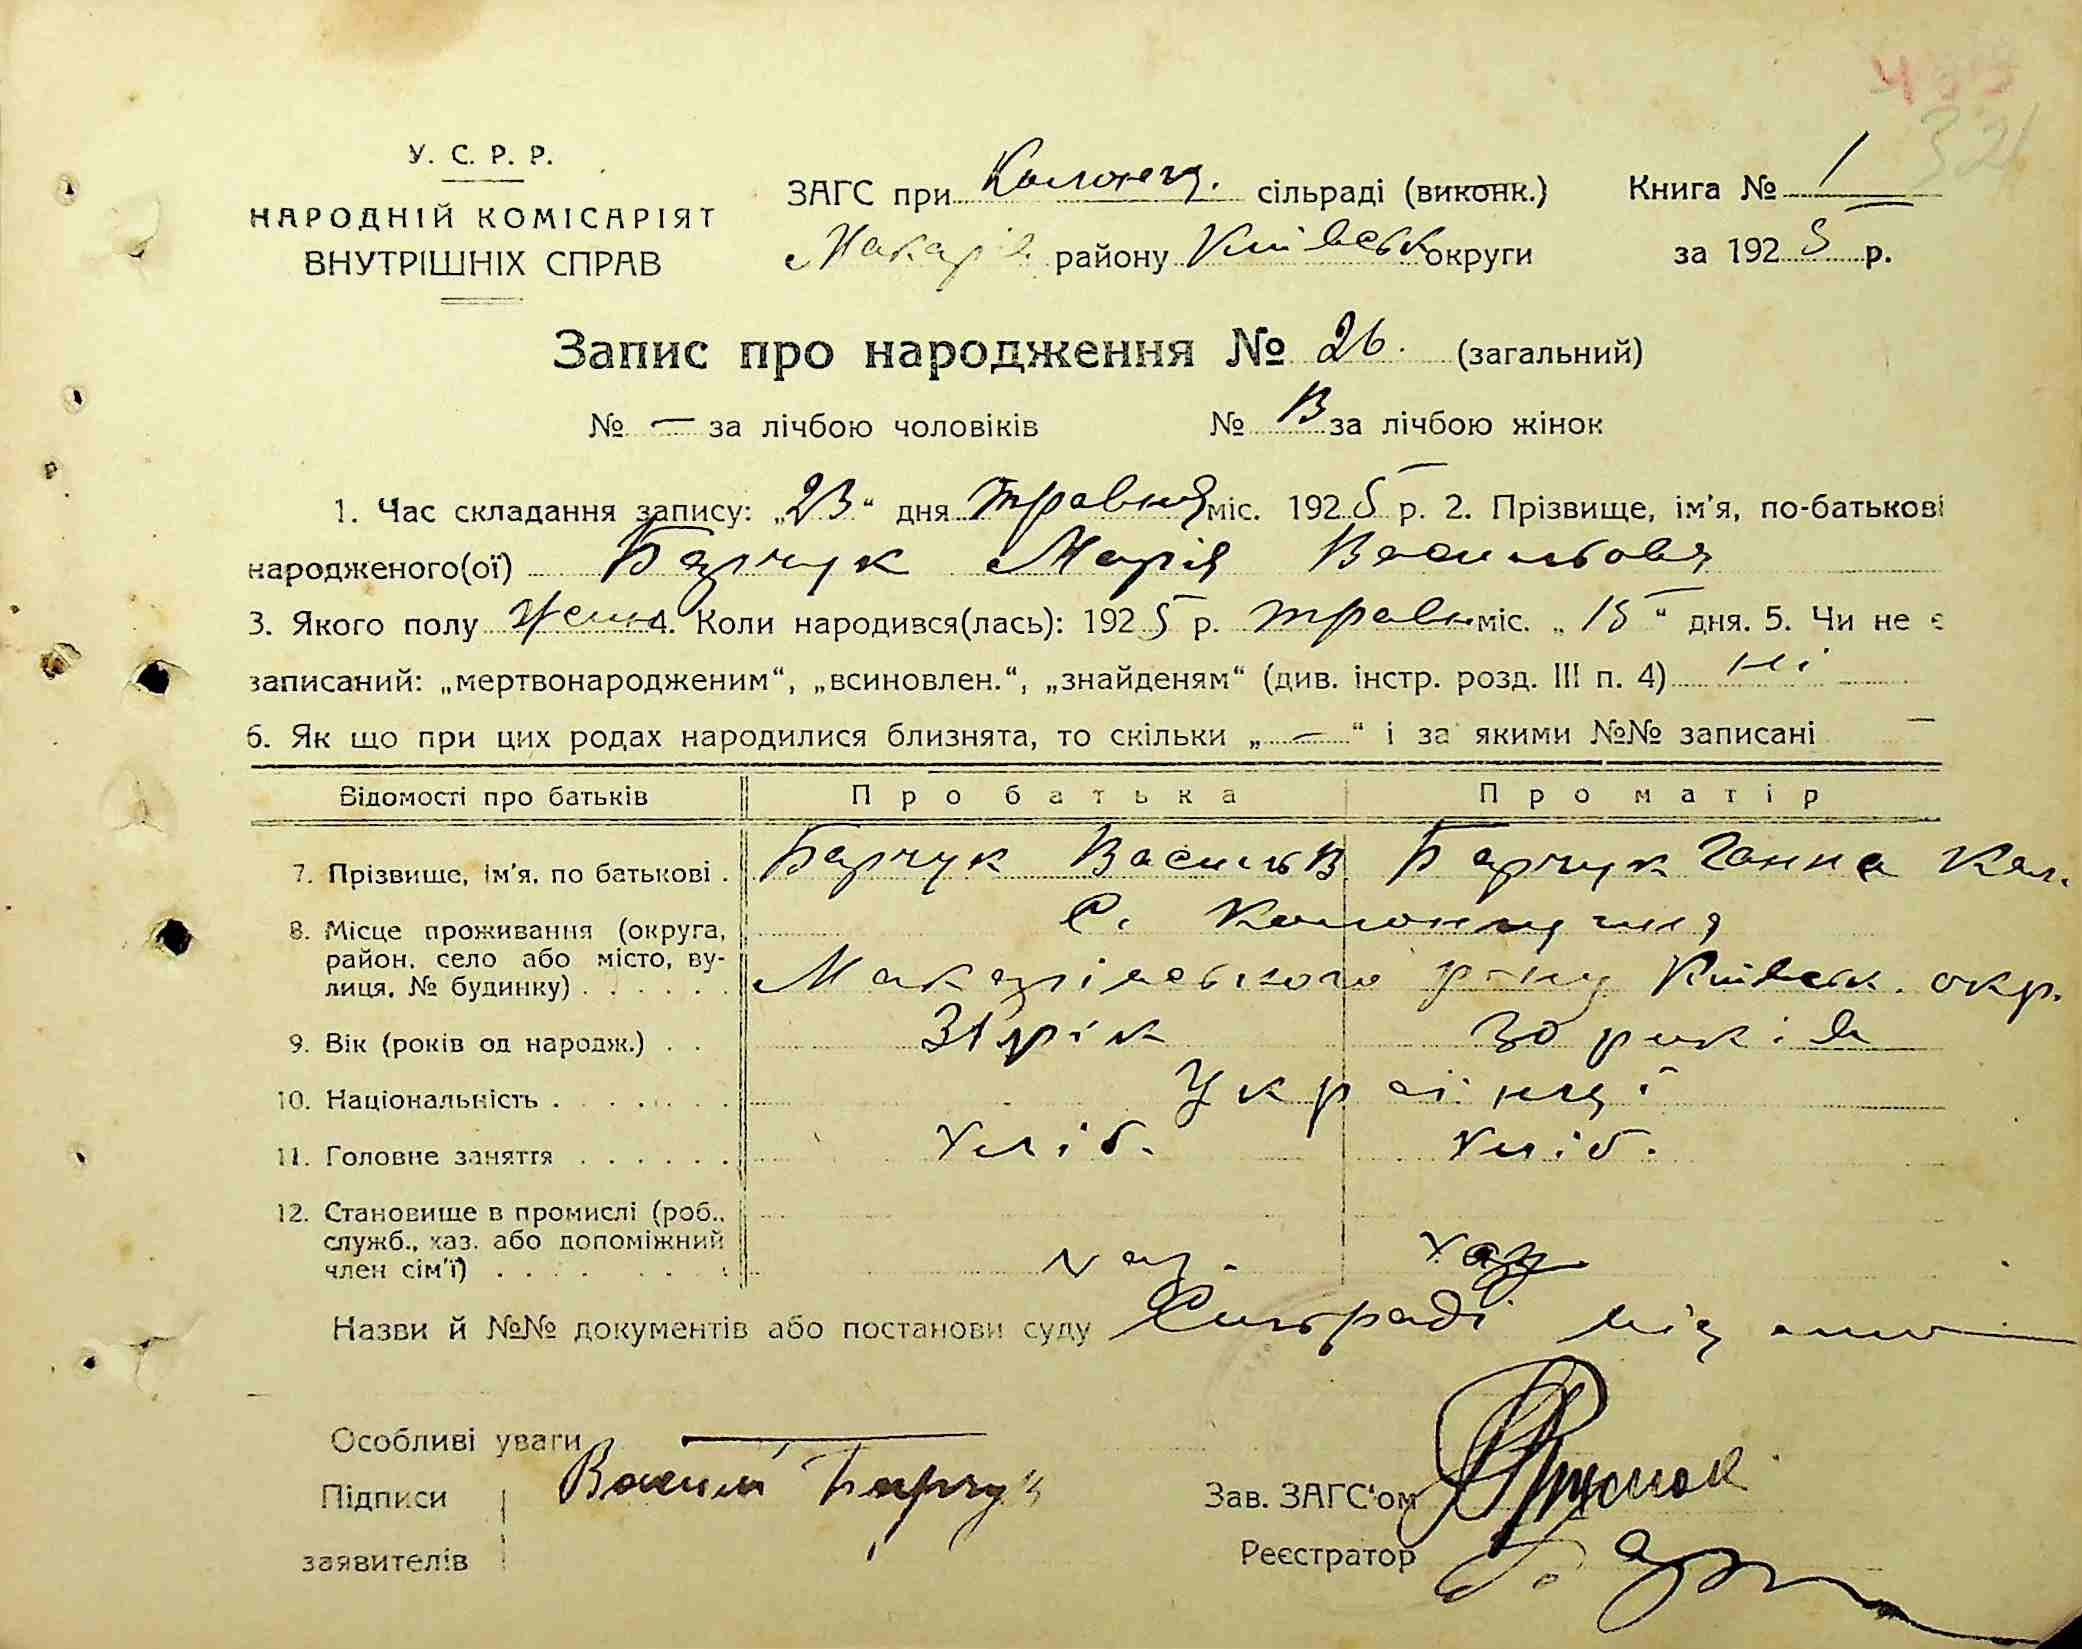 У. С. Р. Р.
НАРОДНІЙ КОМІСАРІЯТ
ВНУТРІШНІХ СПРАВ
ЗАГС при Колонщ. сільраді (виконк.)
Макарів. району Київськ округи
Книга № 1
за 1925 р.
32
Запис про народження № 26. (загальний)
№ — за лічбою чоловіків № 13 за лічбою жінок
1. Час складання запису: „23“ дня травня міс. 1925 р. 2. Прізвище, ім'я, по-батькові
народженого(ої) Барчук Марія Васильовн
3. Якого полу жіно 4. Коли народився(лась): 1925 р. травн міс. „15“ дня. 5. Чи не є
записаний: „мертвонародженим“, „всиновлен.“, „знайденям“ (див. інстр. розд. III п. 4) ні
6. Як що при цих родах народилися близнята, то скільки „—“ і за якими №№ записані —
Відомості про батьків Про батька Про матір
7. Прізвище, ім'я, по батькові . Барчук Василь В Барчук Ганна Кал.
8. Місце проживання (округа, район, село або місто, вулиця, № будинку) . . . . . . С. Колонщина
Макарівського р-ну Київськ. окр.
9. Вік (років од народж.) . . 31 рік 30 років
10. Національність . . . . . . . Українці
11. Головне заняття . . . . . . Хліб. Хліб.
12. Становище в промислі (роб., служб., хаз. або допоміжний член сім'ї) . . . . . . . . хаз. хаз.
Назви й №№ документів або постанови суду Сильраді від
Особливі уваги —
Підписи заявителів Василь Барчук
Зав. ЗАГС'ом
Реєстратор